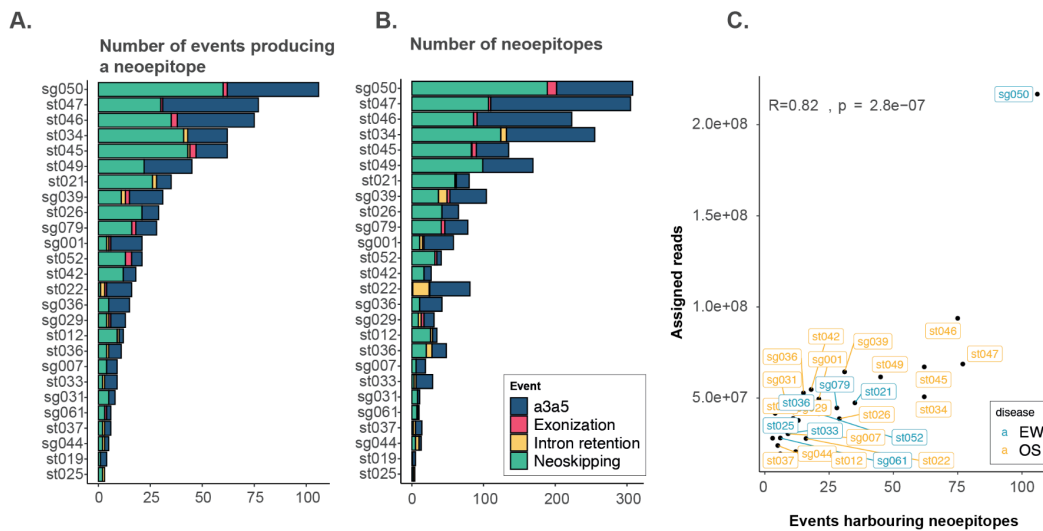 A.
Number of events producing
a neoepitope
sg050
st047
st046
st034
st045
st049
st021
sg039
st026
sg079
sg001
st052
st042
st022
sg036
sg029
st012
st036
sg007
st033
sg031
sg061
st037
sg044
st019
st025
0
25
50
75
100
B.
Number of neoepitopes
sg050
st047
st046
st034
st045
st049
st021
sg039
st026
sg079
sg001
st052
st042
st022
sg036
sg029
st012
st036
sg007
st033
sg031
sg061
st037
sg044
st019
st025
0
100
200
300
Event
a3a5
Exonization
Intron retention
Neoskipping
C.
R=0.82 , p = 2.8e-07
Assigned reads
2.0e+08
1.5e+08
1.0e+08
5.0e+07
sg050
st046
st042
sg039
st047
sg036
sg001
st049
sg031
sg079
st021
st045
st036
st034
st026
st025
st033
sg007
st052
st037
sg044
st012
sg061
st022
disease
a EW
a OS
0
25
50
75
100
Events harbouring neoepitopes